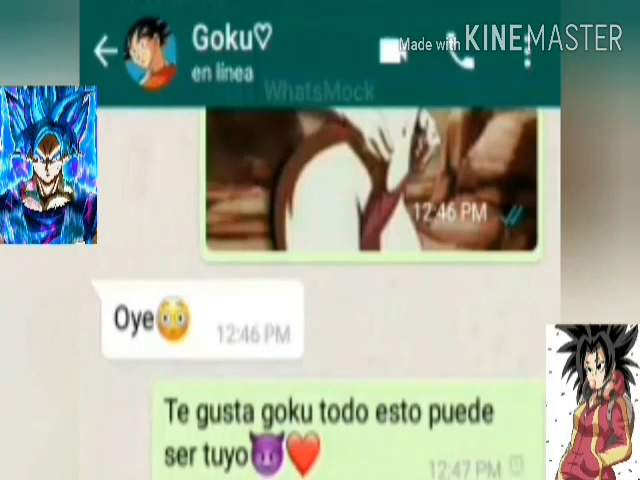 Goku♡
Made with KINEMASTER
en línea
WhatsMock
12:46 PM
Oye😳
12:46 PM
Te gusta goku todo esto puede
ser tuyo😈❤️
12:47 PM